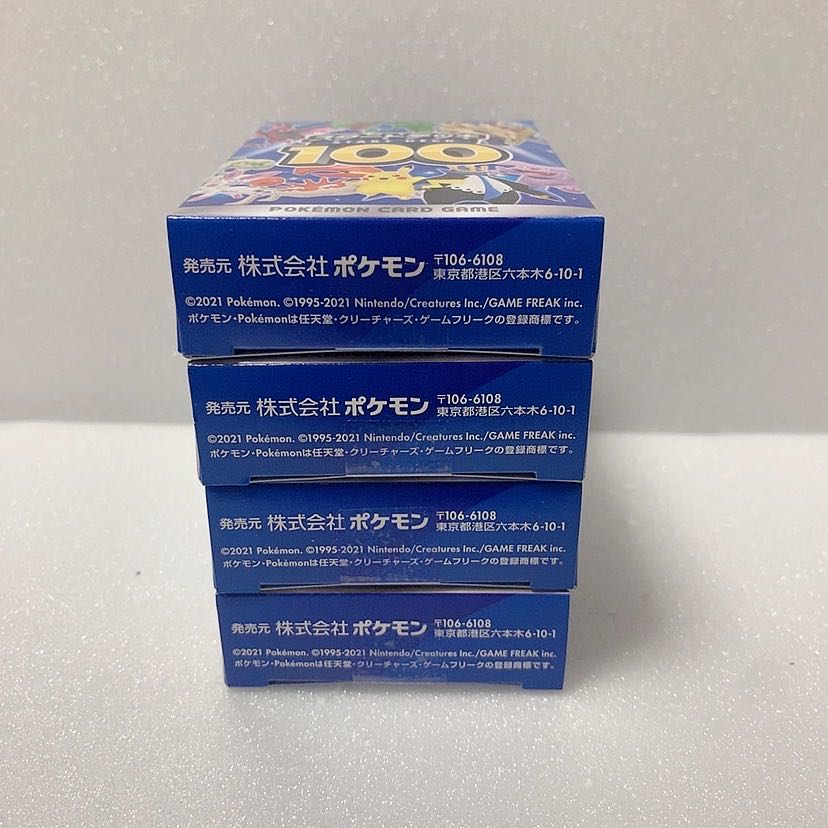 スタートデッキ
START DECK
100
POKÉMON CARD GAME
発売元 株式会社 ポケモン 〒106-6108
東京都港区六本木6-10-1
©2021 Pokémon. ©1995-2021 Nintendo/Creatures Inc./GAME FREAK inc.
ポケモン・Pokémonは任天堂・クリーチャーズ・ゲームフリークの登録商標です。
発売元 株式会社 ポケモン 〒106-6108
東京都港区六本木6-10-1
©2021 Pokémon. ©1995-2021 Nintendo/Creatures Inc./GAME FREAK inc.
ポケモン・Pokémonは任天堂・クリーチャーズ・ゲームフリークの登録商標です。
発売元 株式会社 ポケモン 〒106-6108
東京都港区六本木6-10-1
©2021 Pokémon. ©1995-2021 Nintendo/Creatures Inc./GAME FREAK inc.
ポケモン・Pokémonは任天堂・クリーチャーズ・ゲームフリークの登録商標です。
発売元 株式会社 ポケモン 〒106-6108
東京都港区六本木6-10-1
©2021 Pokémon. ©1995-2021 Nintendo/Creatures Inc./GAME FREAK inc.
ポケモン・Pokémonは任天堂・クリーチャーズ・ゲームフリークの登録商標です。